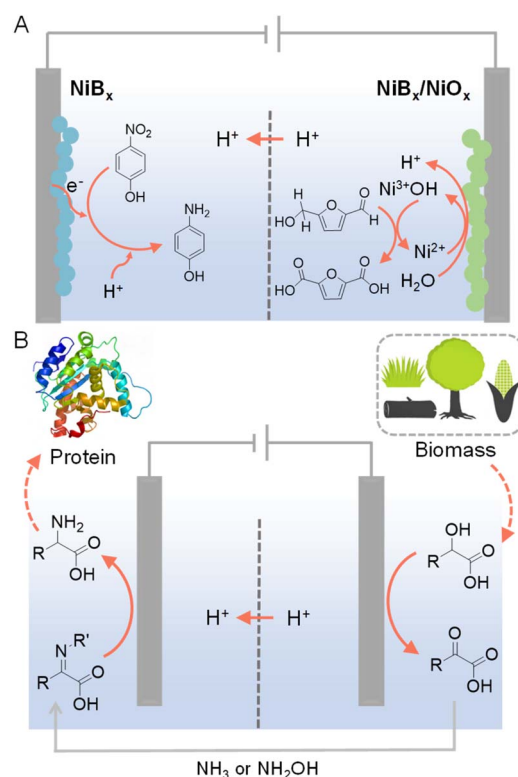 A
NiBₓ
NiBₓ/NiOₓ
NO₂
OH
e⁻
H⁺
NH₂
OH
H⁺
H⁺
H⁺
Ni³⁺OH
Ni²⁺
H₂O
H
O
HO
H
H
O
O
HO
OH
B
Protein
Biomass
NH₂
R
O
OH
N
R'
R
O
OH
H⁺
H⁺
OH
R
O
OH
O
R
O
OH
NH₃ or NH₂OH